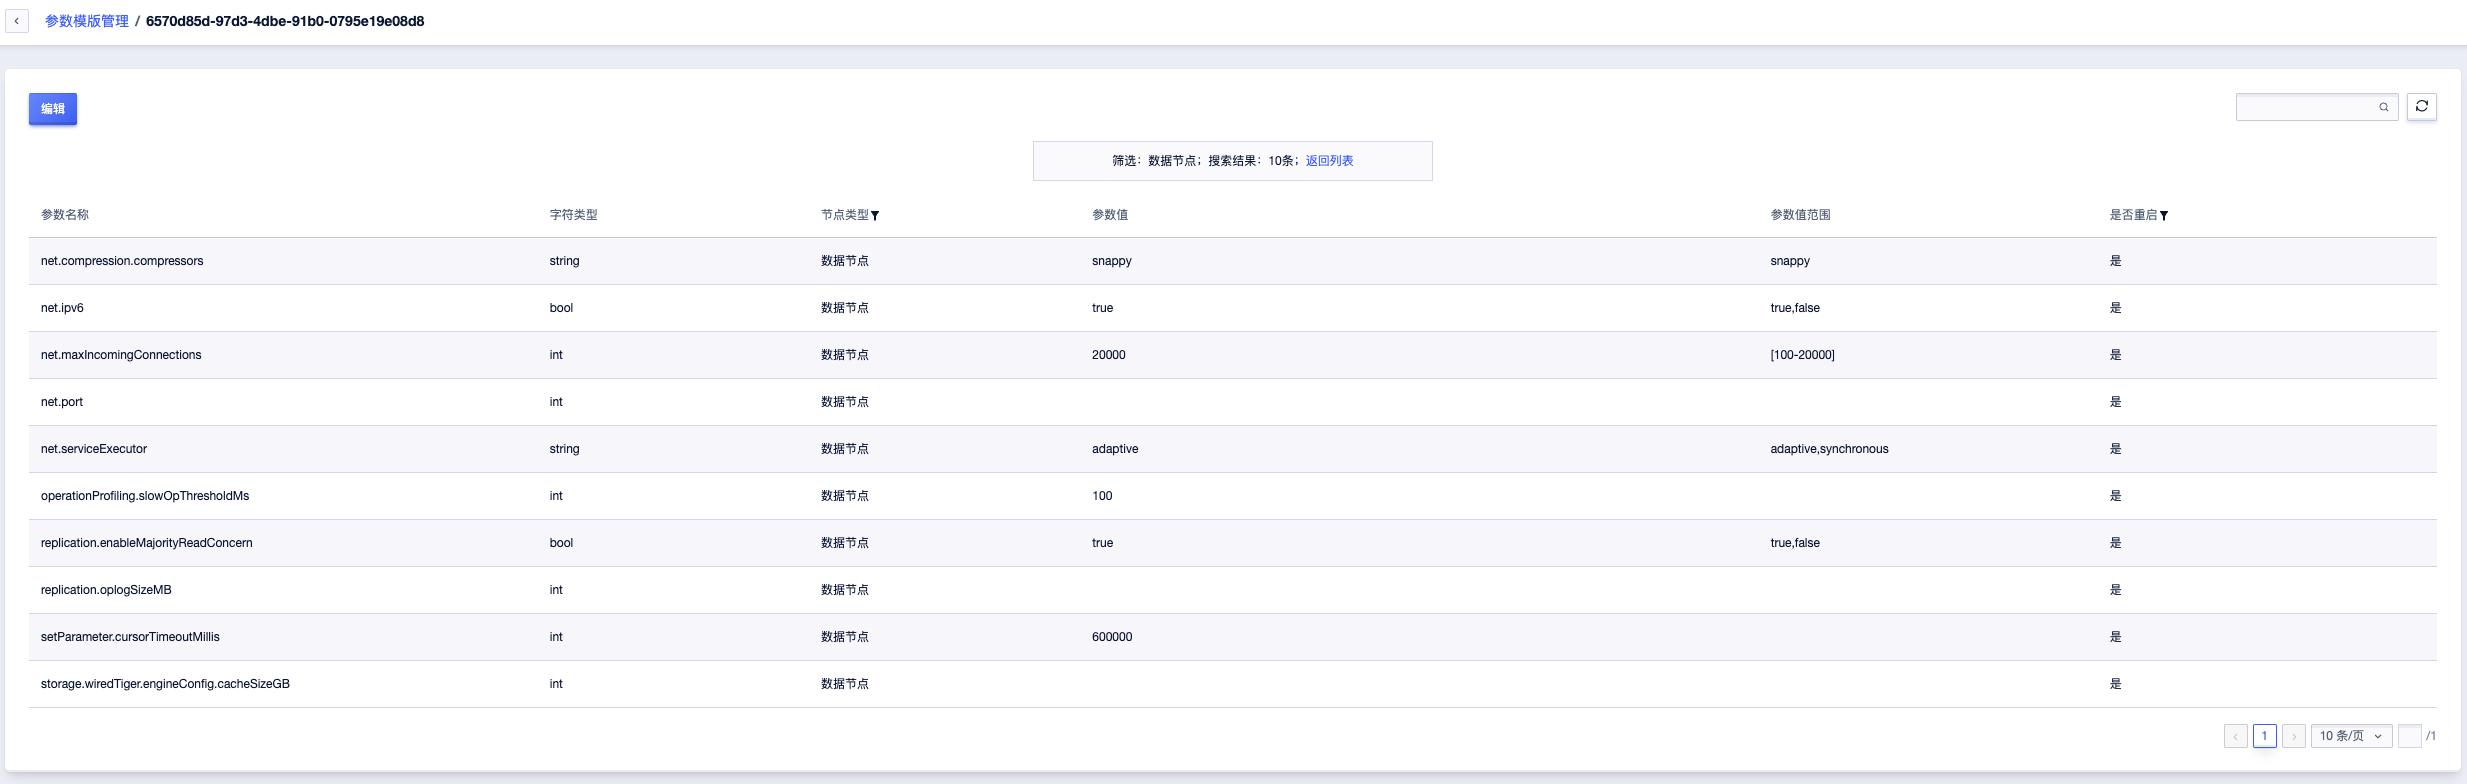 参数模版管理 / 6570d85d-97d3-4dbe-91b0-0795e19e08d8
编辑
筛选：数据节点；搜索结果：10条；返回列表
参数名称 字符类型 节点类型 参数值 参数值范围 是否重启
net.compression.compressors string 数据节点 snappy snappy 是
net.ipv6 bool 数据节点 true true,false 是
net.maxIncomingConnections int 数据节点 20000 [100-20000] 是
net.port int 数据节点 是
net.serviceExecutor string 数据节点 adaptive adaptive,synchronous 是
operationProfiling.slowOpThresholdMs int 数据节点 100 是
replication.enableMajorityReadConcern bool 数据节点 true true,false 是
replication.oplogSizeMB int 数据节点 是
setParameter.cursorTimeoutMillis int 数据节点 600000 是
storage.wiredTiger.engineConfig.cacheSizeGB int 数据节点 是
1 10 条/页 /1